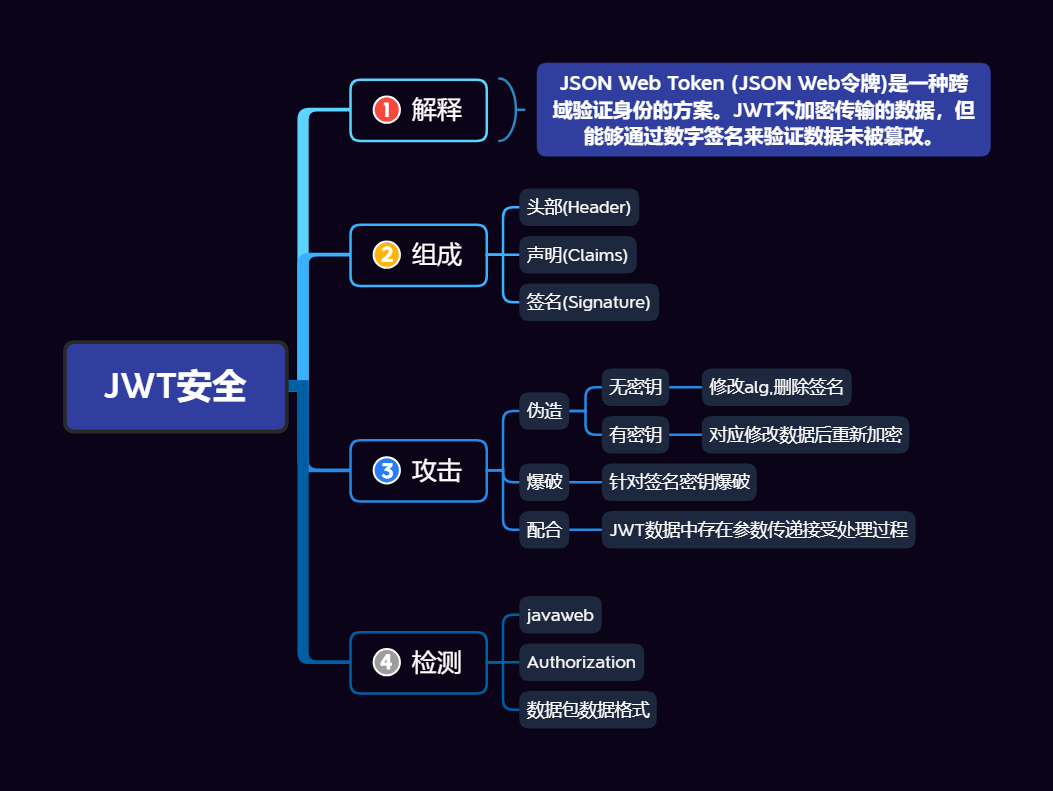 JWT安全
1 解释
JSON Web Token (JSON Web令牌)是一种跨
域验证身份的方案。JWT不加密传输的数据，但
能够通过数字签名来验证数据未被篡改。
2 组成
头部(Header)
声明(Claims)
签名(Signature)
3 攻击
伪造
无密钥
修改alg,删除签名
有密钥
对应修改数据后重新加密
爆破
针对签名密钥爆破
配合
JWT数据中存在参数传递接受处理过程
4 检测
javaweb
Authorization
数据包数据格式